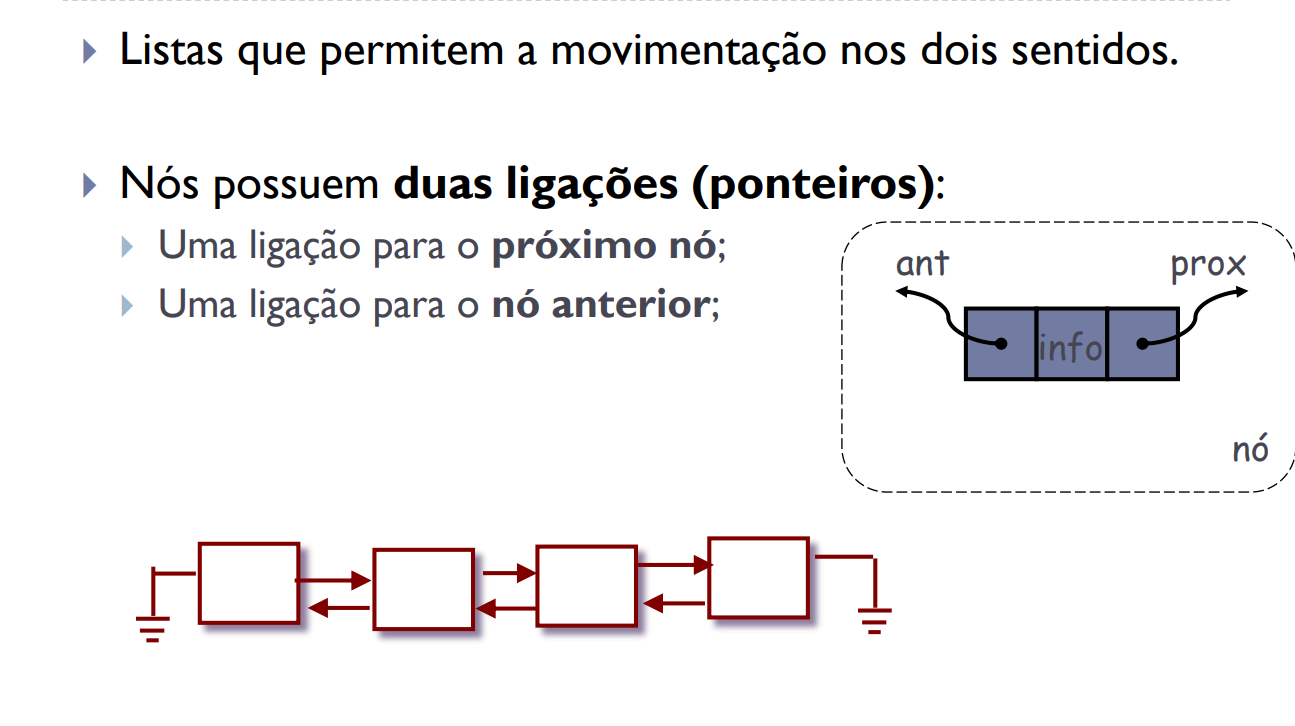 Listas que permitem a movimentação nos dois sentidos.
Nós possuem duas ligações (ponteiros):
Uma ligação para o próximo nó;
Uma ligação para o nó anterior;
ant
prox
info
nó